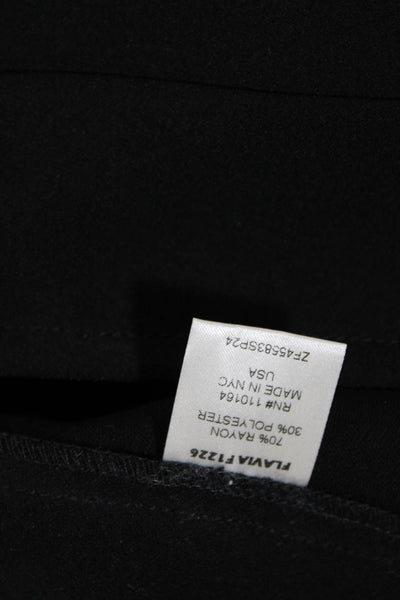 FLAVIA F1226
70% RAYON
30% POLYESTER
RN# 110164
MADE IN NYC
USA
ZF45583SP24